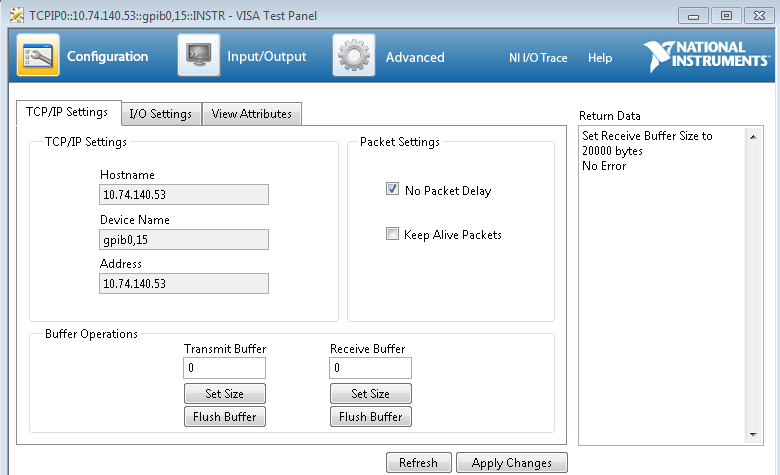 TCPIP0::10.74.140.53::gpib0,15::INSTR - VISA Test Panel
Configuration
Input/Output
Advanced
NI I/O Trace
Help
NATIONAL
INSTRUMENTS
TCP/IP Settings
I/O Settings
View Attributes
TCP/IP Settings
Hostname
10.74.140.53
Device Name
gpib0,15
Address
10.74.140.53
Packet Settings
No Packet Delay
Keep Alive Packets
Buffer Operations
Transmit Buffer
0
Set Size
Flush Buffer
Receive Buffer
0
Set Size
Flush Buffer
Return Data
Set Receive Buffer Size to
20000 bytes
No Error
Refresh
Apply Changes